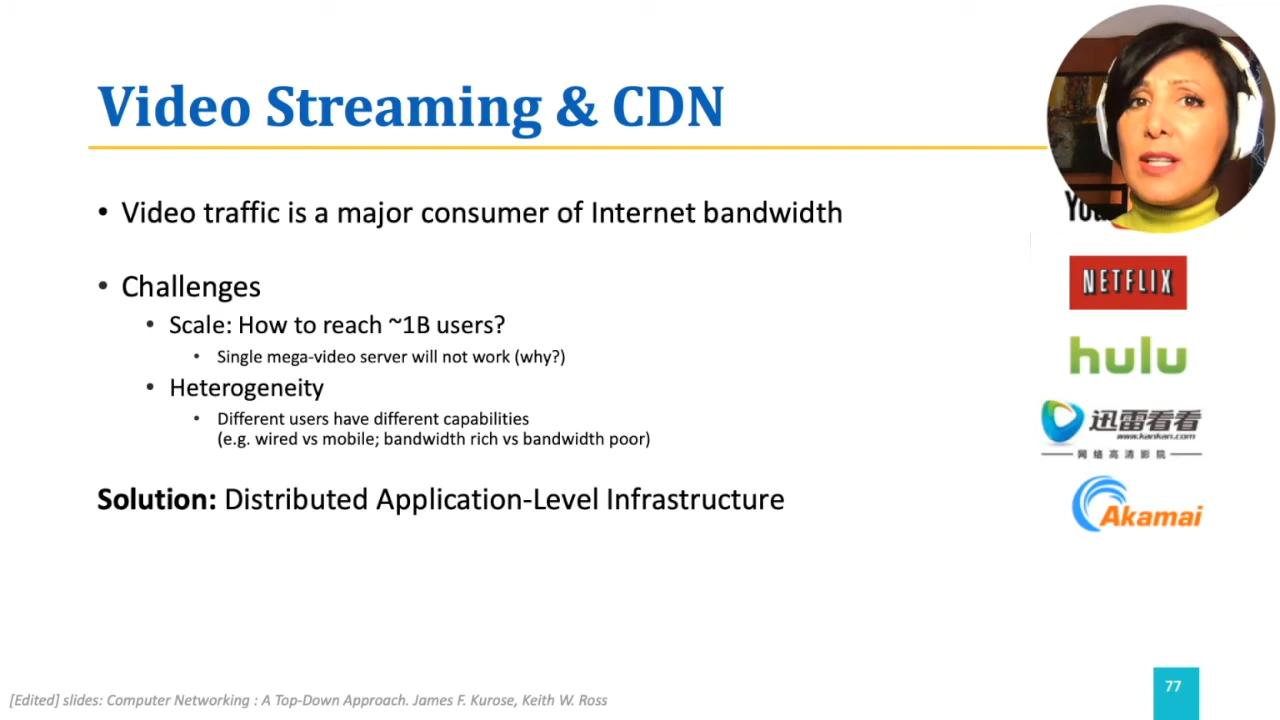 Video Streaming & CDN
• Video traffic is a major consumer of Internet bandwidth
• Challenges
• Scale: How to reach ~1B users?
• Single mega-video server will not work (why?)
• Heterogeneity
• Different users have different capabilities
(e.g. wired vs mobile; bandwidth rich vs bandwidth poor)
Solution: Distributed Application-Level Infrastructure
NETFLIX
hulu
迅雷看看
www.kankan.com
网络高清影院
Akamai
[Edited] slides: Computer Networking : A Top-Down Approach. James F. Kurose, Keith W. Ross
77